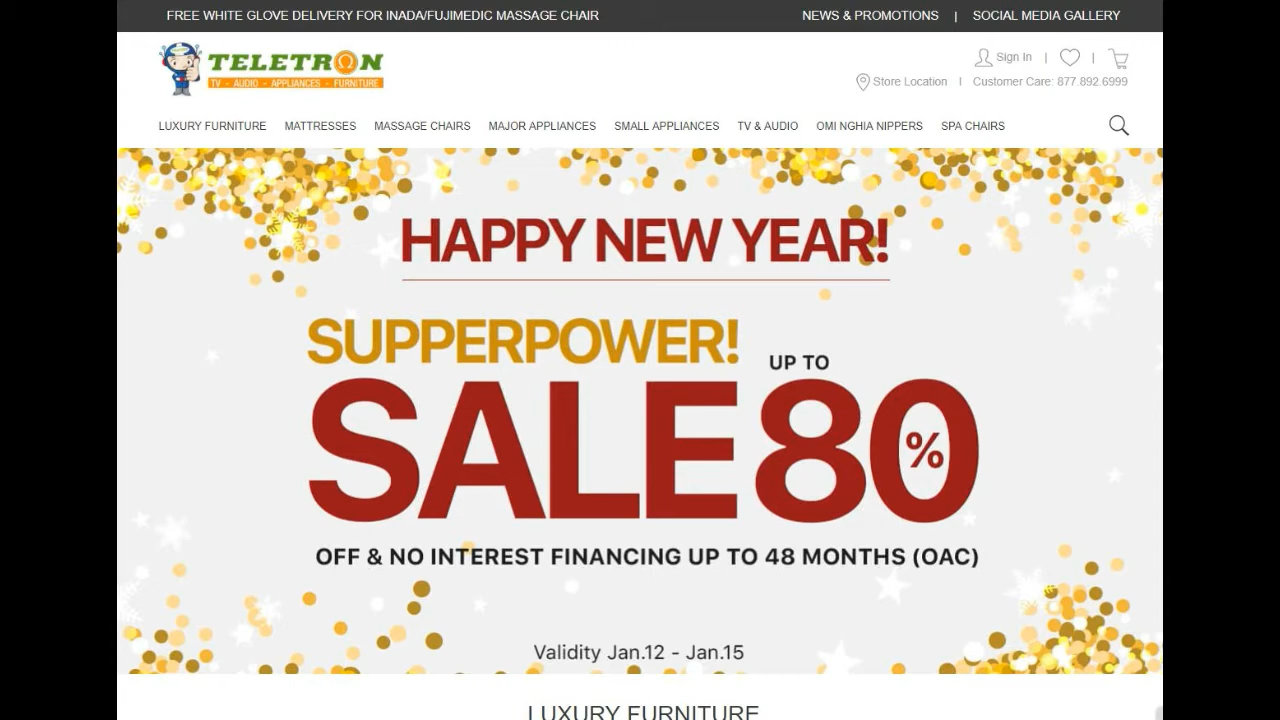 FREE WHITE GLOVE DELIVERY FOR INADA/FUJIMEDIC MASSAGE CHAIR
NEWS & PROMOTIONS | SOCIAL MEDIA GALLERY
TELETRON
TV - AUDIO - APPLIANCES - FURNITURE
Sign In | |
Store Location | Customer Care: 877.892.6999
LUXURY FURNITURE MATTRESSES MASSAGE CHAIRS MAJOR APPLIANCES SMALL APPLIANCES TV & AUDIO OMI NGHIA NIPPERS SPA CHAIRS
HAPPY NEW YEAR!
SUPPERPOWER!
UP TO
SALE 80%
OFF & NO INTEREST FINANCING UP TO 48 MONTHS (OAC)
Validity Jan.12 - Jan.15
LUXURY FURNITURE